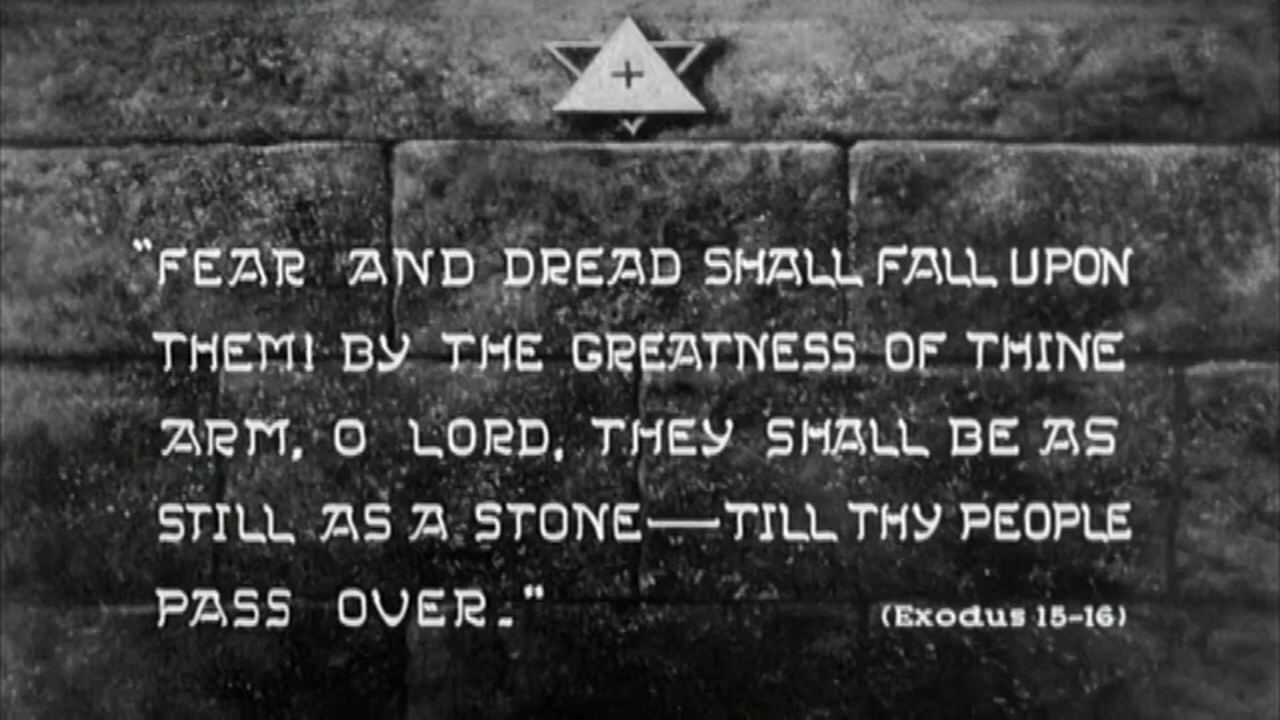 "FEAR AND DREAD SHALL FALL UPON
THEM! BY THE GREATNESS OF THINE
ARM, O LORD, THEY SHALL BE AS
STILL AS A STONE—TILL THY PEOPLE
PASS OVER."
(Exodus 15-16)